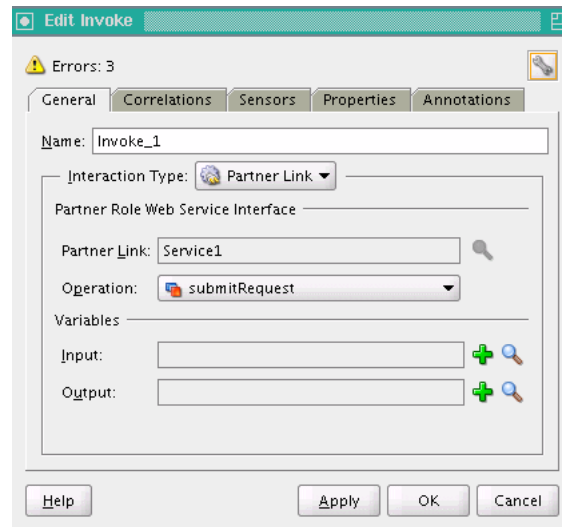 Edit Invoke
Errors: 3
General Correlations Sensors Properties Annotations
Name: Invoke_1
Interaction Type: Partner Link
Partner Role Web Service Interface
Partner Link: Service1
Operation: submitRequest
Variables
Input:
Output:
Help Apply OK Cancel